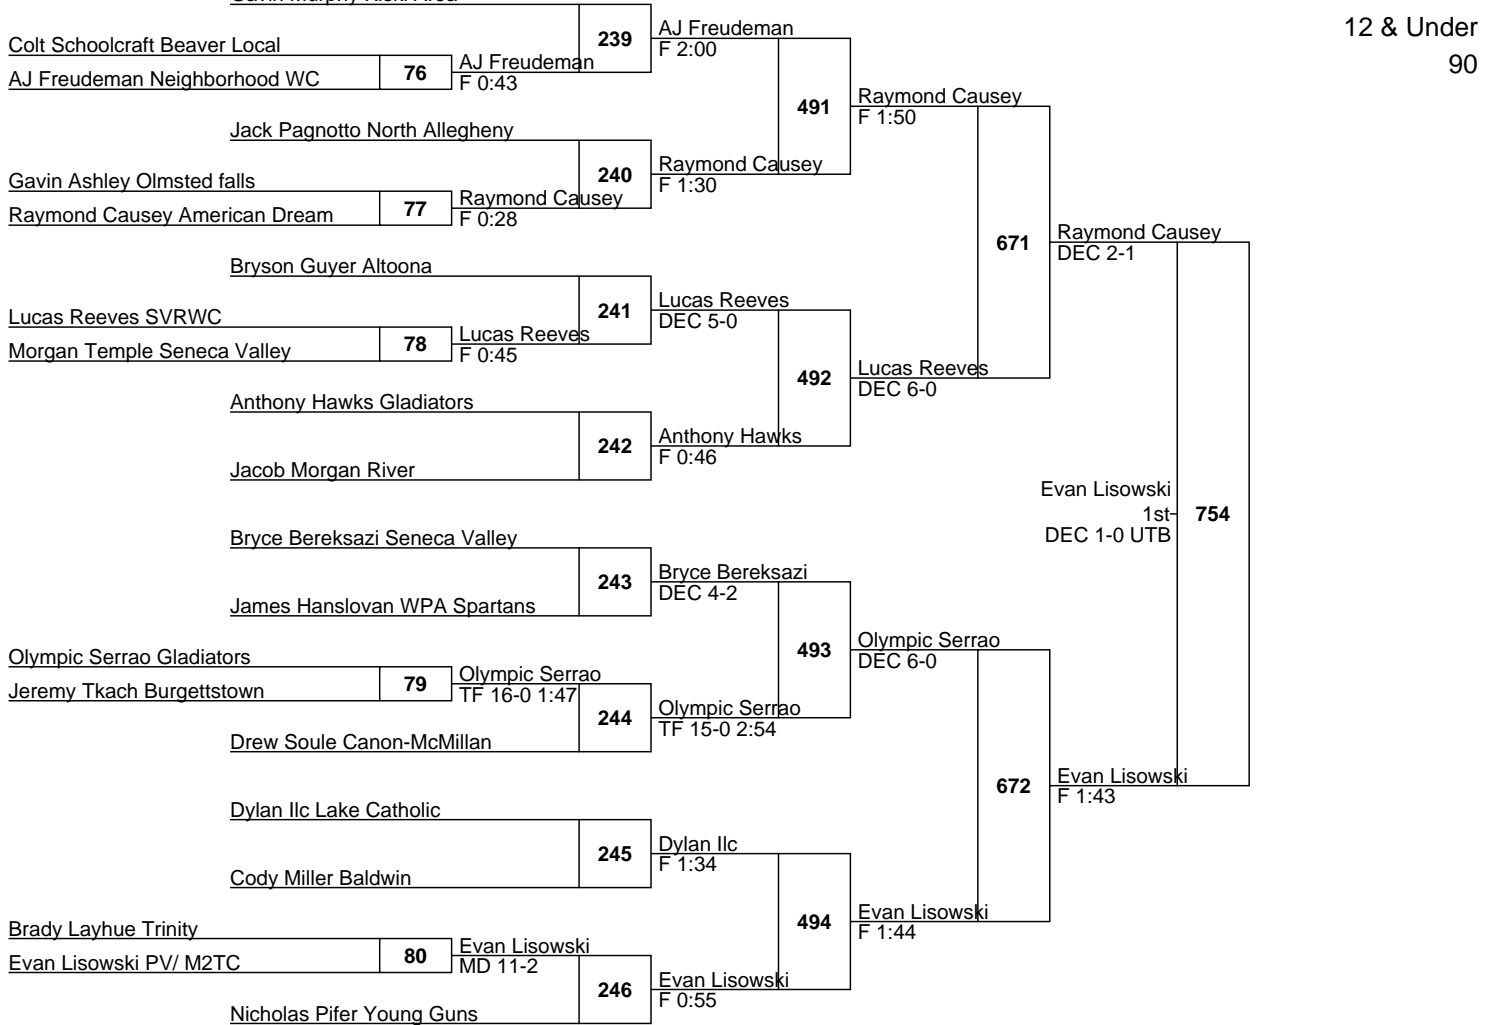 239
AJ Freudeman
F 2:00
12 & Under
90
Colt Schoolcraft Beaver Local
AJ Freudeman Neighborhood WC
76
AJ Freudeman
F 0:43
491
Raymond Causey
F 1:50
Jack Pagnotto North Allegheny
240
Raymond Causey
F 1:30
Gavin Ashley Olmsted falls
Raymond Causey American Dream
77
Raymond Causey
F 0:28
671
Raymond Causey
DEC 2-1
Bryson Guyer Altoona
241
Lucas Reeves
DEC 5-0
Lucas Reeves SVRWC
Morgan Temple Seneca Valley
78
Lucas Reeves
F 0:45
492
Lucas Reeves
DEC 6-0
Anthony Hawks Gladiators
242
Anthony Hawks
F 0:46
Jacob Morgan River
Evan Lisowski
1st
DEC 1-0 UTB
754
Bryce Bereksazi Seneca Valley
243
Bryce Bereksazi
DEC 4-2
James Hanslovan WPA Spartans
493
Olympic Serrao
DEC 6-0
Olympic Serrao Gladiators
Jeremy Tkach Burgettstown
79
Olympic Serrao
TF 16-0 1:47
244
Olympic Serrao
TF 15-0 2:54
Drew Soule Canon-McMillan
672
Evan Lisowski
F 1:43
Dylan Ilc Lake Catholic
245
Dylan Ilc
F 1:34
Cody Miller Baldwin
494
Evan Lisowski
F 1:44
Brady Layhue Trinity
Evan Lisowski PV/ M2TC
80
Evan Lisowski
MD 11-2
246
Evan Lisowski
F 0:55
Nicholas Pifer Young Guns